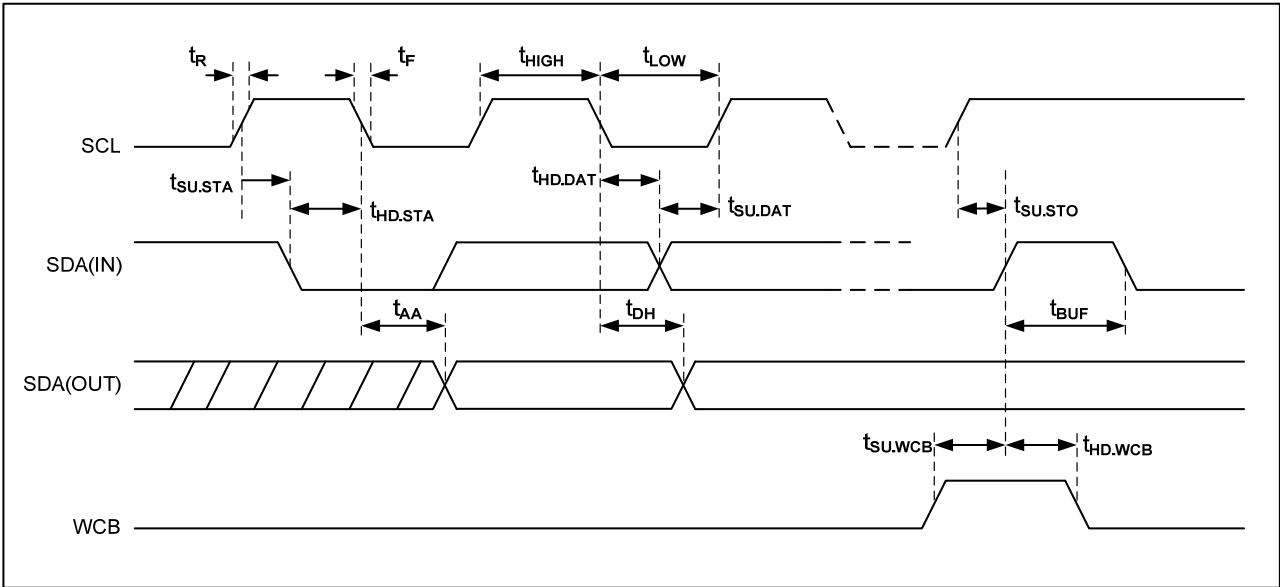 tR
tF
tHIGH
tLOW
SCL
tSU.STA
tHD.STA
tHD.DAT
tSU.DAT
tSU.STO
SDA(IN)
tAA
tDH
tBUF
SDA(OUT)
tSU.WCB
tHD.WCB
WCB